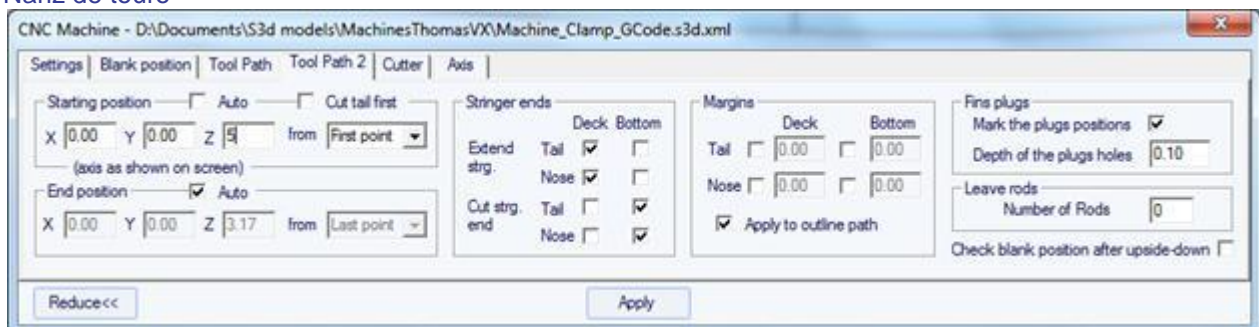 CNC Machine - D:\Documents\S3d models\MachinesThomasVX\Machine_Clamp_GCode.s3d.xml
Settings Blank position Tool Path Tool Path 2 Cutter Axis
Starting position Auto Cut tail first
X 0.00 Y 0.00 Z 5 from First point
(axis as shown on screen)
End position Auto
X 0.00 Y 0.00 Z 3.17 from Last point
Stringer ends
Deck Bottom
Extend strg. Tail
Nose
Cut strg. end Tail
Nose
Margins
Deck Bottom
Tail 0.00 0.00
Nose 0.00 0.00
Apply to outline path
Fins plugs
Mark the plugs positions
Depth of the plugs holes 0.10
Leave rods
Number of Rods 0
Check blank position after upside-down
Reduce<< Apply